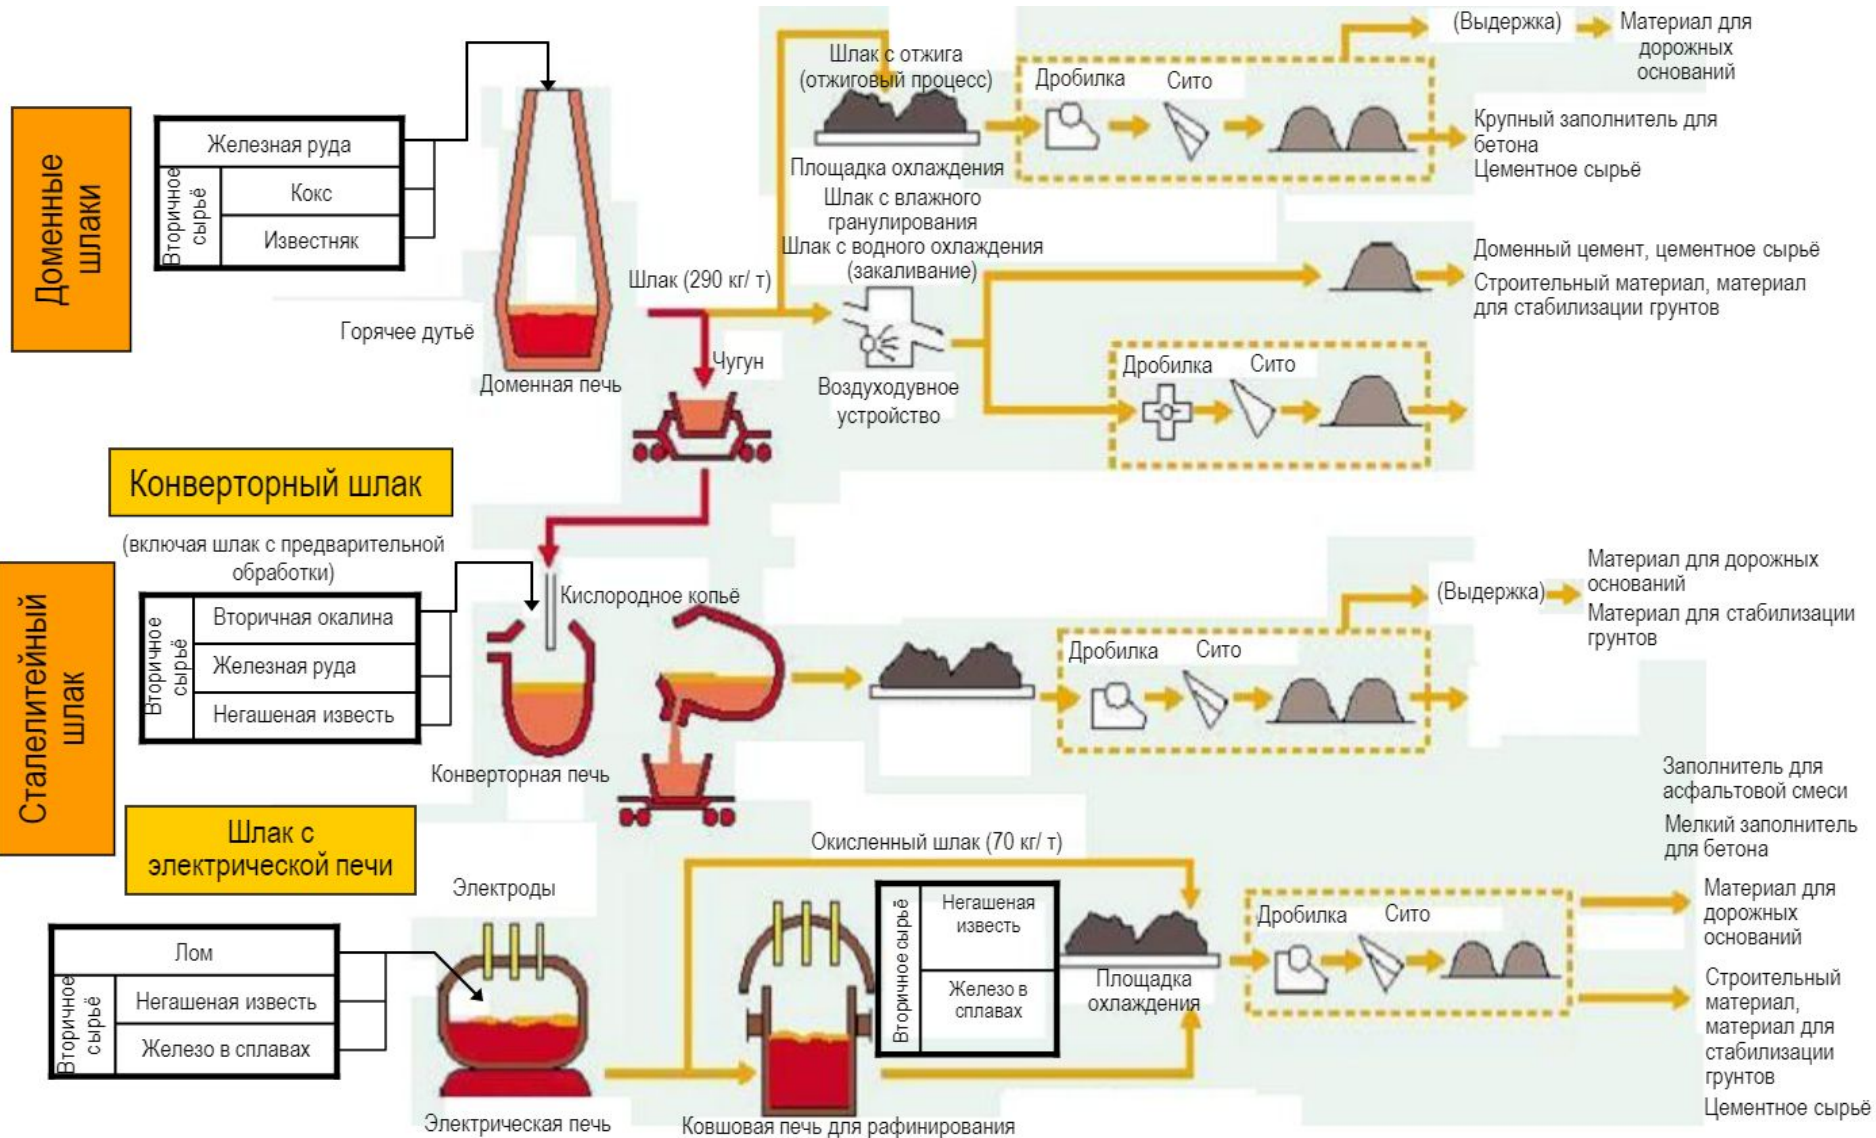 Доменные
шлаки
Железная руда
Вторичное
сырьё
Кокс
Известняк
Горячее дутьё
Доменная печь
Шлак (290 кг/ т)
Чугун
Шлак с отжига
(отжиговый процесс)
Площадка охлаждения
Шлак с влажного
гранулирования
Шлак с водного охлаждения
(закаливание)
Воздуходувное
устройство
Дробилка
Сито
(Выдержка)
Материал для
дорожных
оснований
Крупный заполнитель для
бетона
Цементное сырьё
Доменный цемент, цементное сырьё
Строительный материал, материал
для стабилизации грунтов
Дробилка
Сито
Сталелитейный
шлак
Конверторный шлак
(включая шлак с предварительной
обработки)
Вторичное
сырьё
Вторичная окалина
Железная руда
Негашеная известь
Кислородное копьё
Конверторная печь
Дробилка
Сито
(Выдержка)
Материал для дорожных
оснований
Материал для стабилизации
грунтов
Шлак с
электрической печи
Лом
Вторичное
сырьё
Негашеная известь
Железо в сплавах
Электроды
Электрическая печь
Окисленный шлак (70 кг/ т)
Ковшовая печь для рафинирования
Вторичное сырьё
Негашеная
известь
Железо в
сплавах
Площадка
охлаждения
Дробилка
Сито
Заполнитель для
асфальтовой смеси
Мелкий заполнитель
для бетона
Материал для
дорожных
оснований
Строительный
материал,
материал для
стабилизации
грунтов
Цементное сырьё